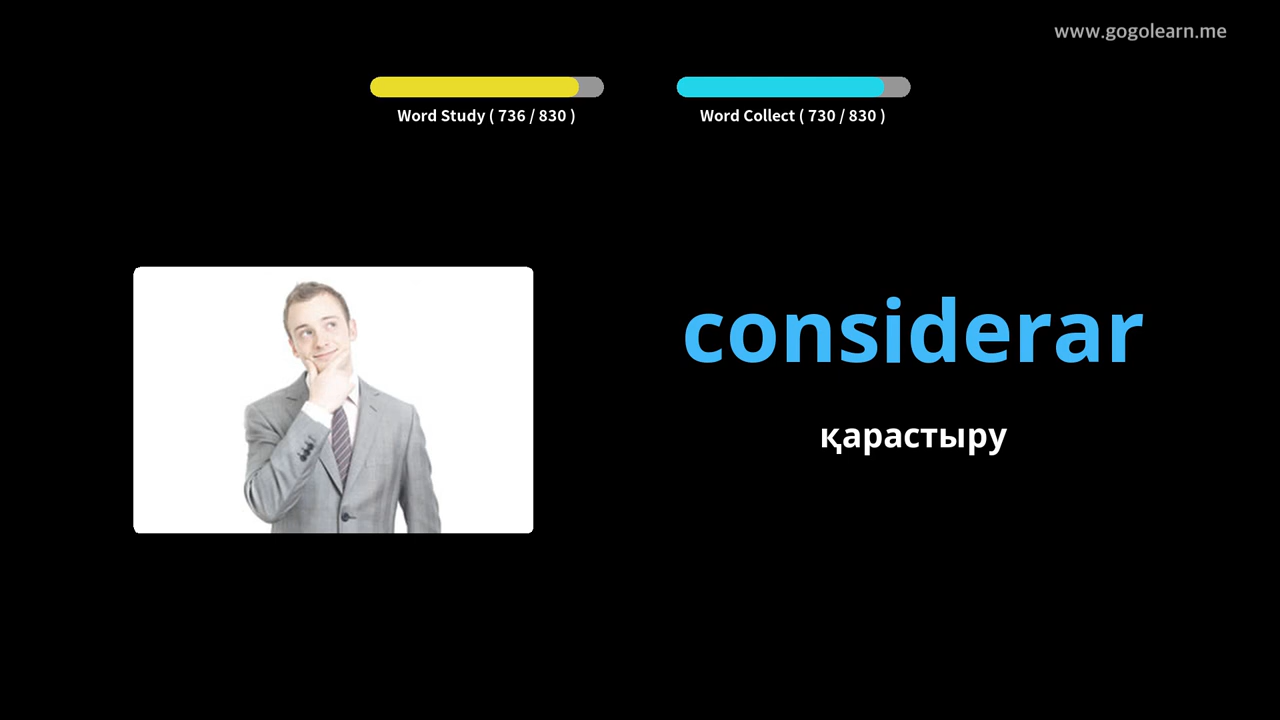 www.gogolearn.me
Word Study ( 736 / 830 )
Word Collect ( 730 / 830 )
considerar
қарастыру